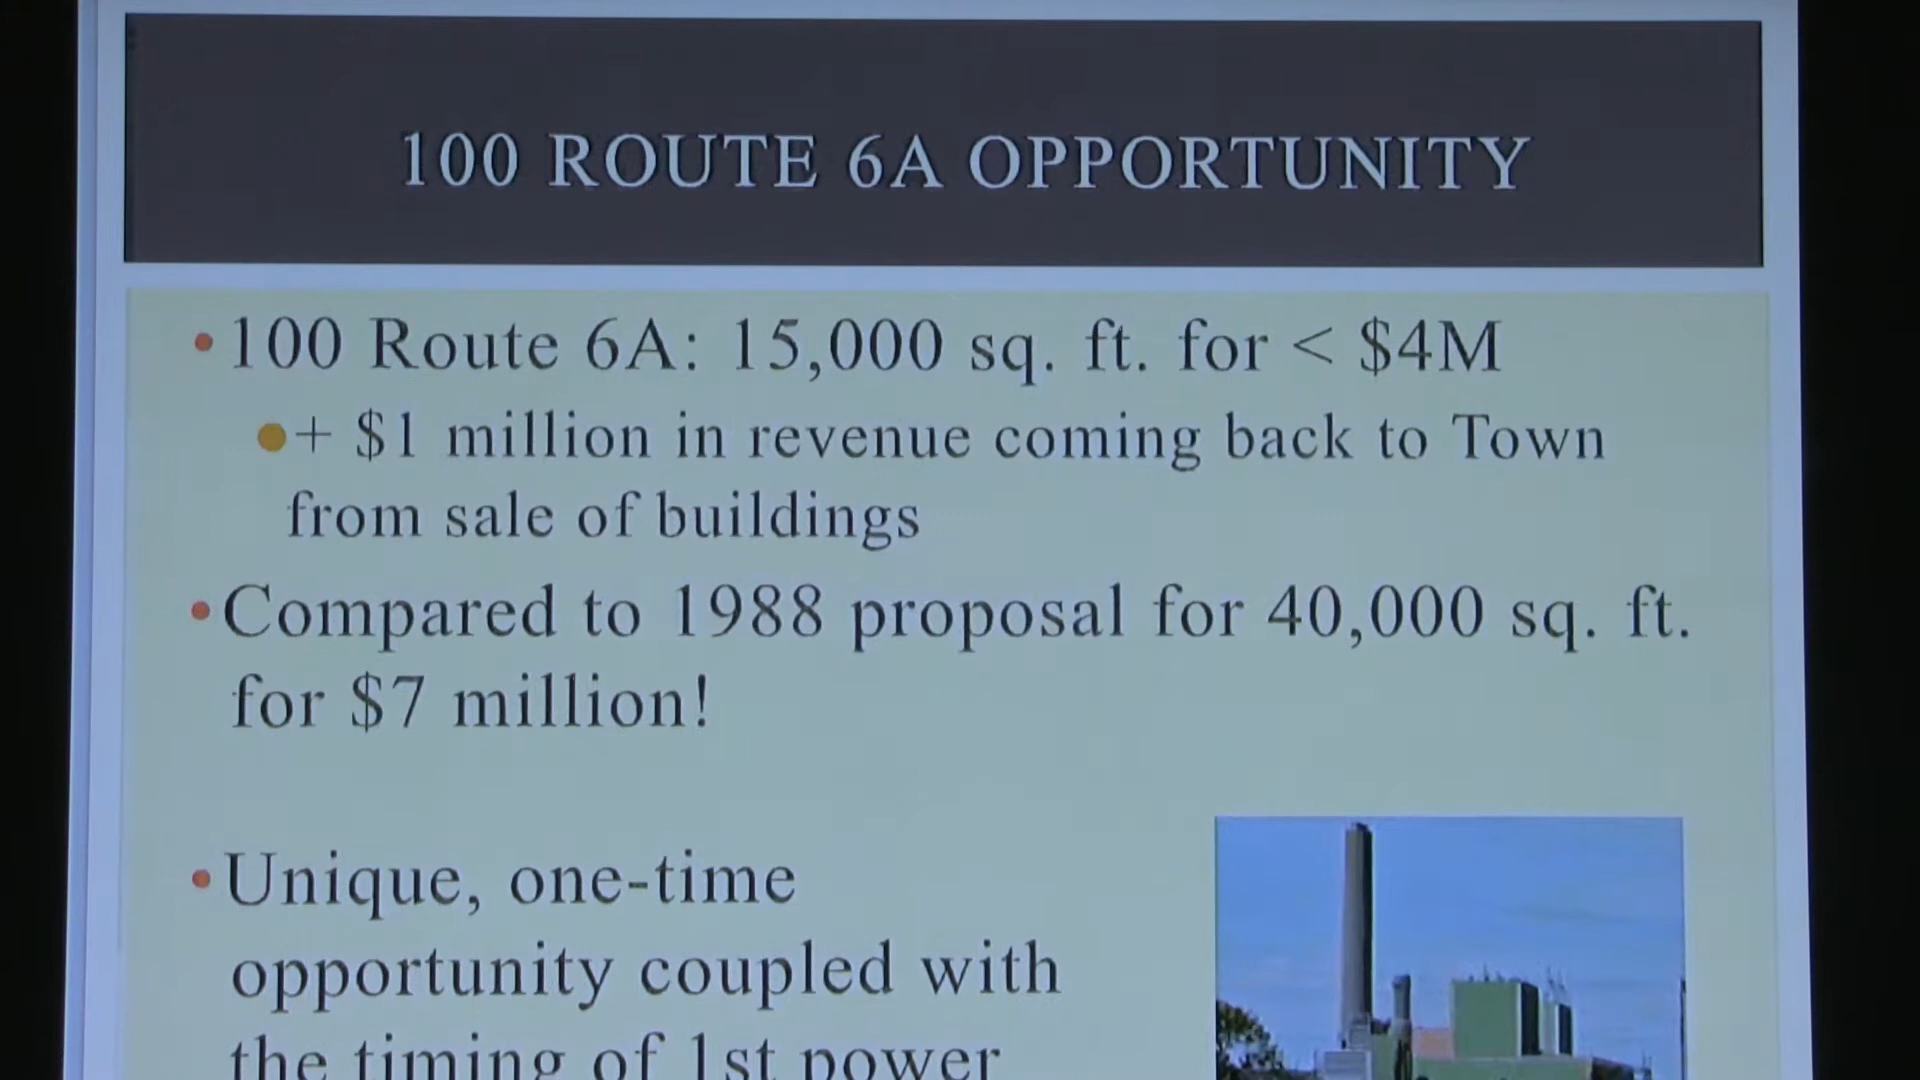 100 ROUTE 6A OPPORTUNITY
• 100 Route 6A: 15,000 sq. ft. for < $4M
• + $1 million in revenue coming back to Town
from sale of buildings
• Compared to 1988 proposal for 40,000 sq. ft.
for $7 million!
• Unique, one-time
opportunity coupled with
the timing of 1st power